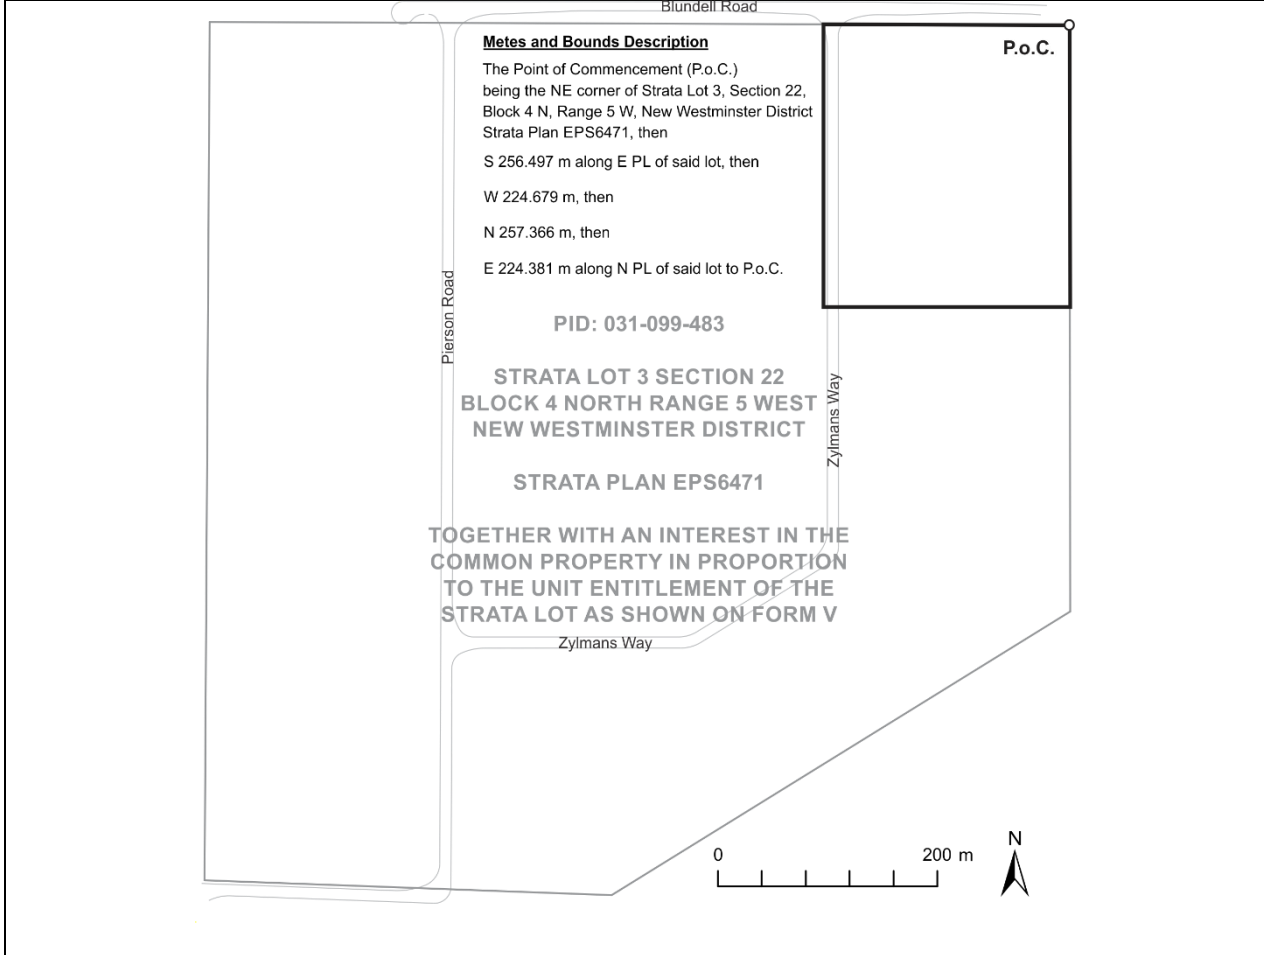 Blundell Road
P.o.C.
Metes and Bounds Description
The Point of Commencement (P.o.C.)
being the NE corner of Strata Lot 3, Section 22,
Block 4 N, Range 5 W, New Westminster District
Strata Plan EPS6471, then
S 256.497 m along E PL of said lot, then
W 224.679 m, then
N 257.366 m, then
E 224.381 m along N PL of said lot to P.o.C.
Pierson Road
PID: 031-099-483
STRATA LOT 3 SECTION 22
BLOCK 4 NORTH RANGE 5 WEST
NEW WESTMINSTER DISTRICT
Zylmans Way
STRATA PLAN EPS6471
TOGETHER WITH AN INTEREST IN THE
COMMON PROPERTY IN PROPORTION
TO THE UNIT ENTITLEMENT OF THE
STRATA LOT AS SHOWN ON FORM V
Zylmans Way
N
0 200 m